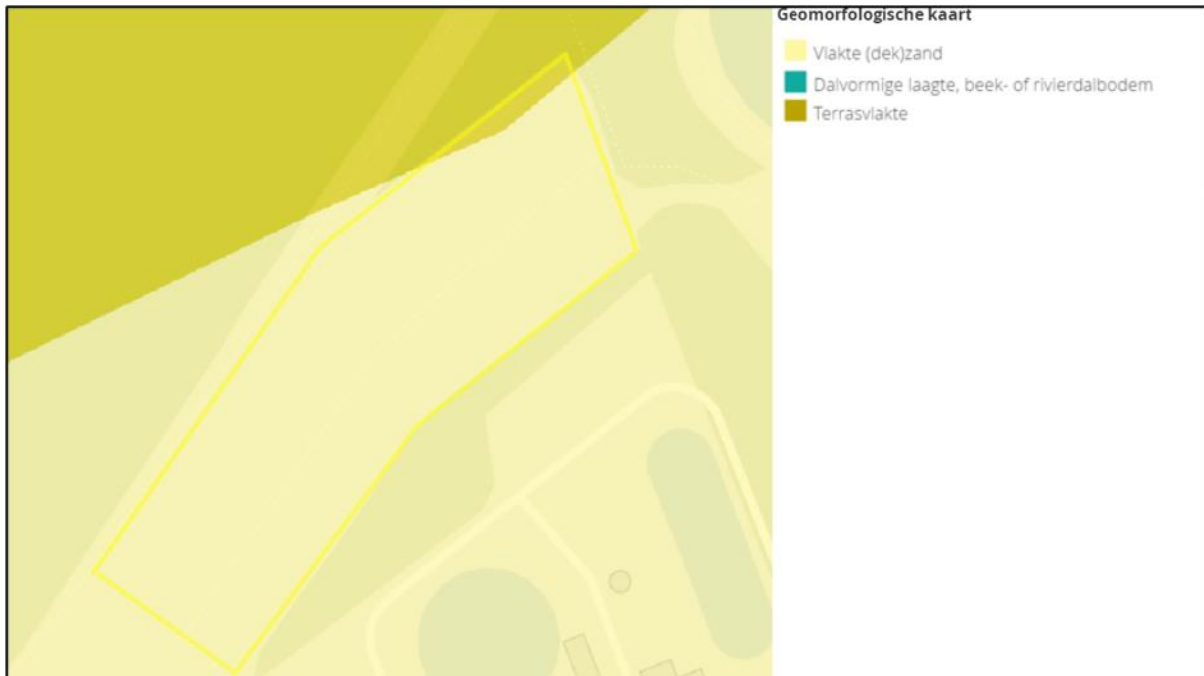 Geomorfologische kaart
Vlakte (dek)zand
Dalvormige laagte, beek- of rivierdalbodem
Terrasvlakte